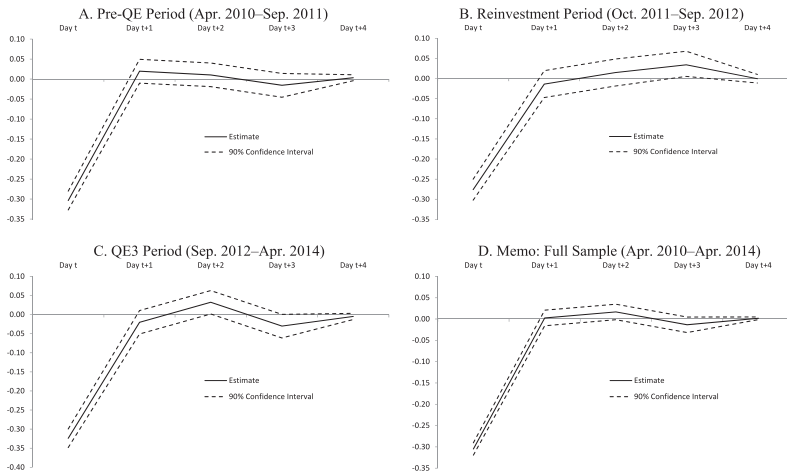 A. Pre-QE Period (Apr. 2010–Sep. 2011)
Day t Day t+1 Day t+2 Day t+3 Day t+4
0.10
0.05
0.00
-0.05
-0.10
-0.15
-0.20
-0.25
-0.30
-0.35
Estimate
90% Confidence Interval
B. Reinvestment Period (Oct. 2011–Sep. 2012)
Day t Day t+1 Day t+2 Day t+3 Day t+4
0.10
0.05
0.00
-0.05
-0.10
-0.15
-0.20
-0.25
-0.30
-0.35
Estimate
90% Confidence Interval
C. QE3 Period (Sep. 2012–Apr. 2014)
Day t Day t+1 Day t+2 Day t+3 Day t+4
0.10
0.05
0.00
-0.05
-0.10
-0.15
-0.20
-0.25
-0.30
-0.35
-0.40
Estimate
90% Confidence Interval
D. Memo: Full Sample (Apr. 2010–Apr. 2014)
Day t Day t+1 Day t+2 Day t+3 Day t+4
0.10
0.05
0.00
-0.05
-0.10
-0.15
-0.20
-0.25
-0.30
-0.35
Estimate
90% Confidence Interval